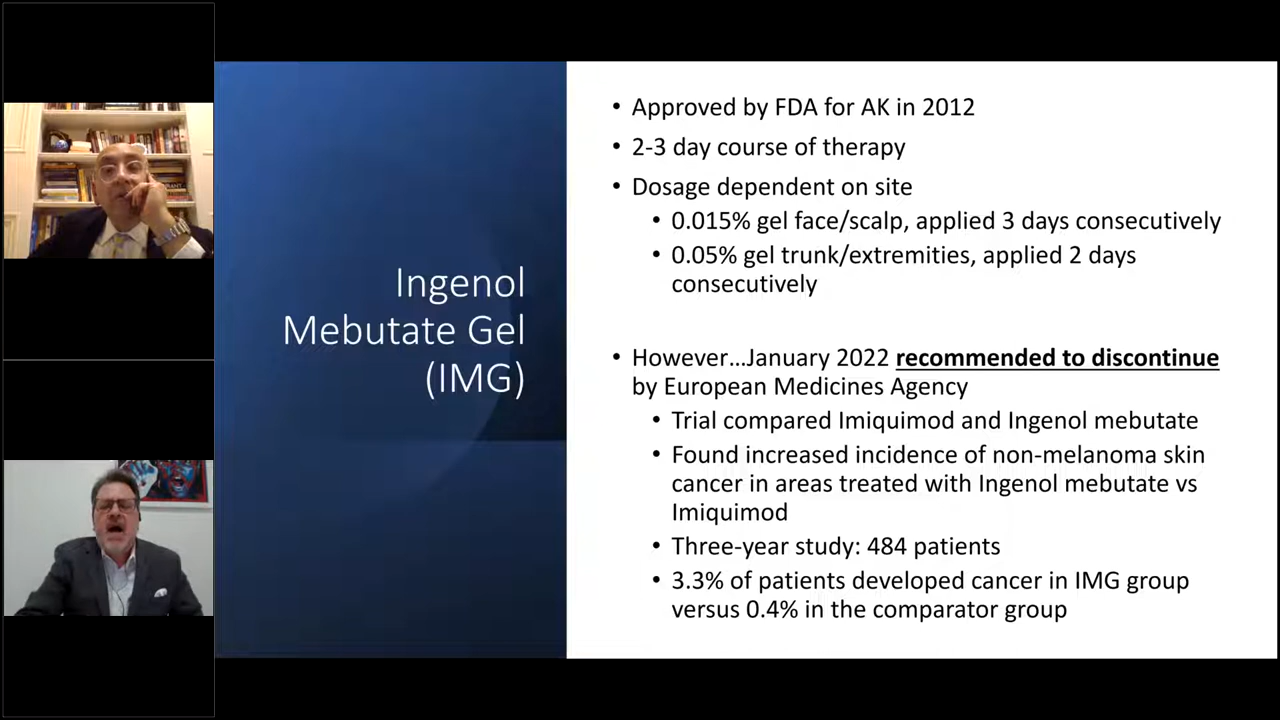 Ingenol
Mebutate Gel
(IMG)
• Approved by FDA for AK in 2012
• 2-3 day course of therapy
• Dosage dependent on site
• 0.015% gel face/scalp, applied 3 days consecutively
• 0.05% gel trunk/extremities, applied 2 days
consecutively
• However…January 2022 recommended to discontinue
by European Medicines Agency
• Trial compared Imiquimod and Ingenol mebutate
• Found increased incidence of non-melanoma skin
cancer in areas treated with Ingenol mebutate vs
Imiquimod
• Three-year study: 484 patients
• 3.3% of patients developed cancer in IMG group
versus 0.4% in the comparator group